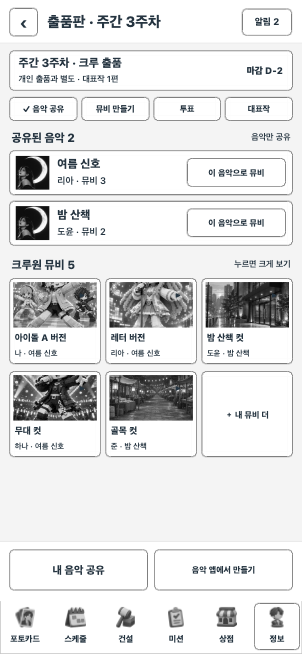 출품판 · 주간 3주차
알림 2
주간 3주차 · 크루 출품
개인 출품과 별도 · 대표작 1편
마감 D-2
✓ 음악 공유
뮤비 만들기
투표
대표작
공유된 음악 2
음악만 공유
여름 신호
리아 · 뮤비 3
이 음악으로 뮤비
밤 산책
도윤 · 뮤비 2
이 음악으로 뮤비
크루원 뮤비 5
누르면 크게 보기
아이돌 A 버전
나 · 여름 신호
레터 버전
리아 · 여름 신호
밤 산책 컷
도윤 · 밤 산책
무대 컷
하나 · 여름 신호
골목 컷
준 · 밤 산책
+ 내 뮤비 더
내 음악 공유
음악 앱에서 만들기
포토카드
스케줄
건설
미션
상점
정보